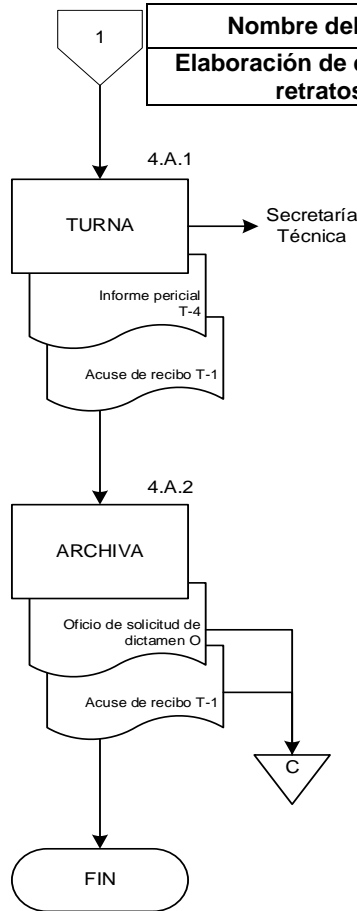 1
Nombre del
Elaboración de
retratos
4.A.1
TURNA
Secretaría
Técnica
Informe pericial
T-4
Acuse de recibo T-1
4.A.2
ARCHIVA
Oficio de solicitud de
dictamen O
Acuse de recibo T-1
C
FIN